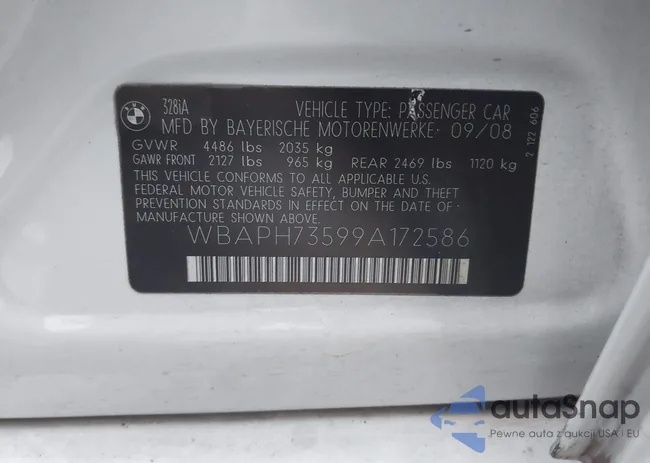 BMW
328iA VEHICLE TYPE: PASSENGER CAR
MFD BY BAYERISCHE MOTORENWERKE- 09/08
GVWR 4486 lbs 2035 kg
GAWR FRONT 2127 lbs 965 kg REAR 2469 lbs 1120 kg
THIS VEHICLE CONFORMS TO ALL APPLICABLE U.S.
FEDERAL MOTOR VEHICLE SAFETY, BUMPER AND THEFT
PREVENTION STANDARDS IN EFFECT ON THE DATE OF
MANUFACTURE SHOWN ABOVE.
WBAPH73599A172586
2 122 606
autoSnap
Pewne auta z aukcji USA i EU